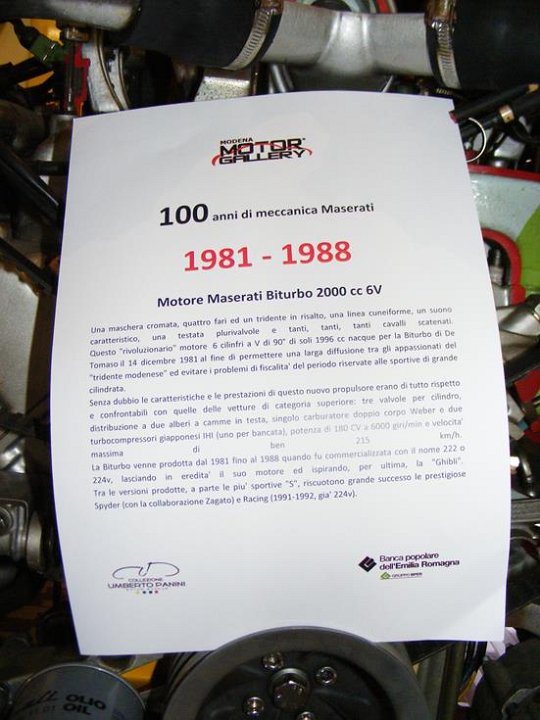 MODENA
MOTOR
GALLERY
100 anni di meccanica Maserati
1981 - 1988
Motore Maserati Biturbo 2000 cc 6V
Una maschera cromata, quattro fari ed un tridente in risalto, una linea cuneiforme, un suono
caratteristico, una testata plurivalvole e tanti, tanti, tanti cavalli scatenati.
Questo "rivoluzionario" motore 6 cilinfri a V di 90° di soli 1996 cc nacque per la Biturbo di De
Tomaso il 14 dicembre 1981 al fine di permettere una larga diffusione tra gli appassionati del
"tridente modenese" ed evitare i problemi di fiscalita' del periodo riservate alle sportive di grande
cilindrata.
Senza dubbio le caratteristiche e le prestazioni di questo nuovo propulsore erano di tutto rispetto
e confrontabili con quelle delle vetture di categoria superiore: tre valvole per cilindro,
distribuzione a due alberi a camme in testa, singolo carburatore doppio corpo Weber e due
turbocompressori giapponesi IHI (uno per bancata), potenza di 180 CV a 6000 giri/min e velocita'
massima di ben 215 km/h.
La Biturbo venne prodotta dal 1981 fino al 1988 quando fu commercializzata con il nome 222 o
224v, lasciando in eredita' il suo motore ed ispirando, per ultima, la "Ghibli".
Tra le versioni prodotte, a parte le piu' sportive "S", riscuotono grande successo le prestigiose
Spyder (con la collaborazione Zagato) e Racing (1991-1992, gia' 224v).
COLLEZIONE
UMBERTO PANINI
Banca popolare
dell'Emilia Romagna
GRUPPO BPER
OLIO
OIL